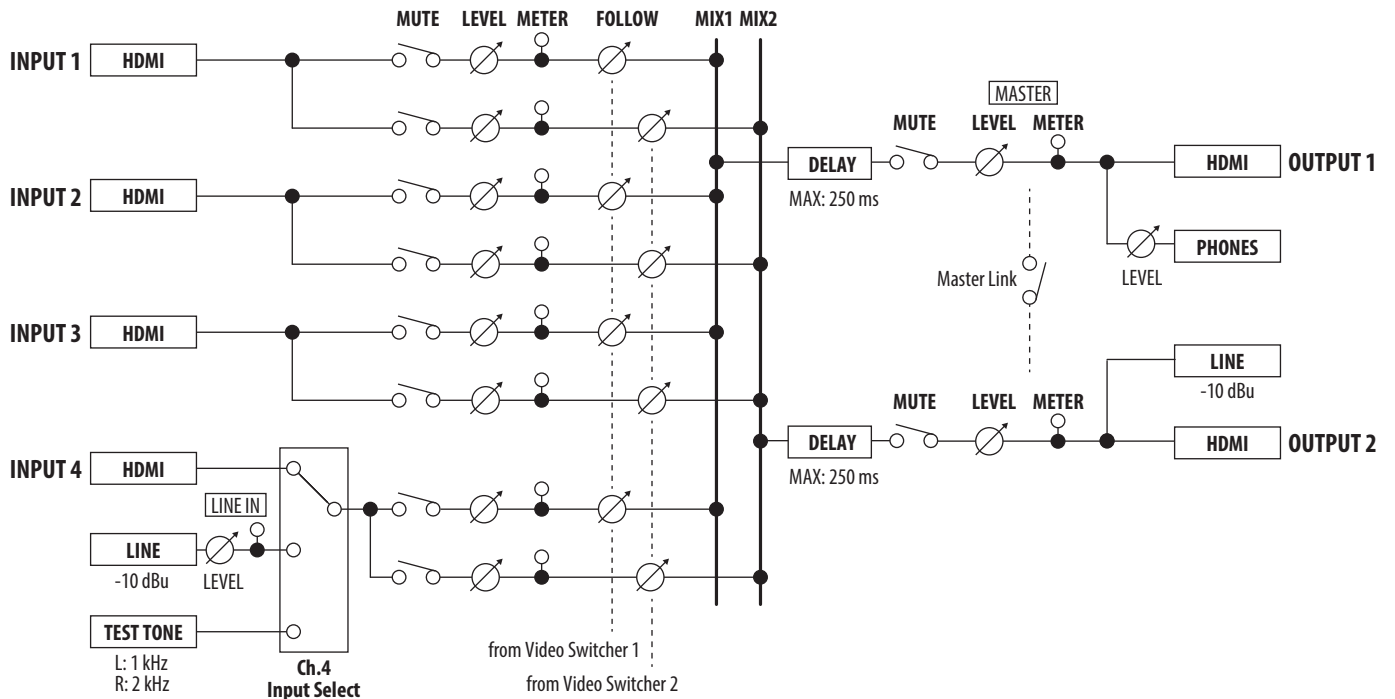 MUTE LEVEL METER FOLLOW MIX1 MIX2
INPUT 1 HDMI
MASTER
MUTE LEVEL METER
DELAY HDMI OUTPUT 1
MAX: 250 ms
INPUT 2 HDMI
PHONES
LEVEL
Master Link
INPUT 3 HDMI
LINE
-10 dBu
MUTE LEVEL METER
DELAY HDMI OUTPUT 2
MAX: 250 ms
INPUT 4 HDMI
LINE IN
LINE
-10 dBu LEVEL
TEST TONE
L: 1 kHz
R: 2 kHz
Ch.4
Input Select
from Video Switcher 1
from Video Switcher 2